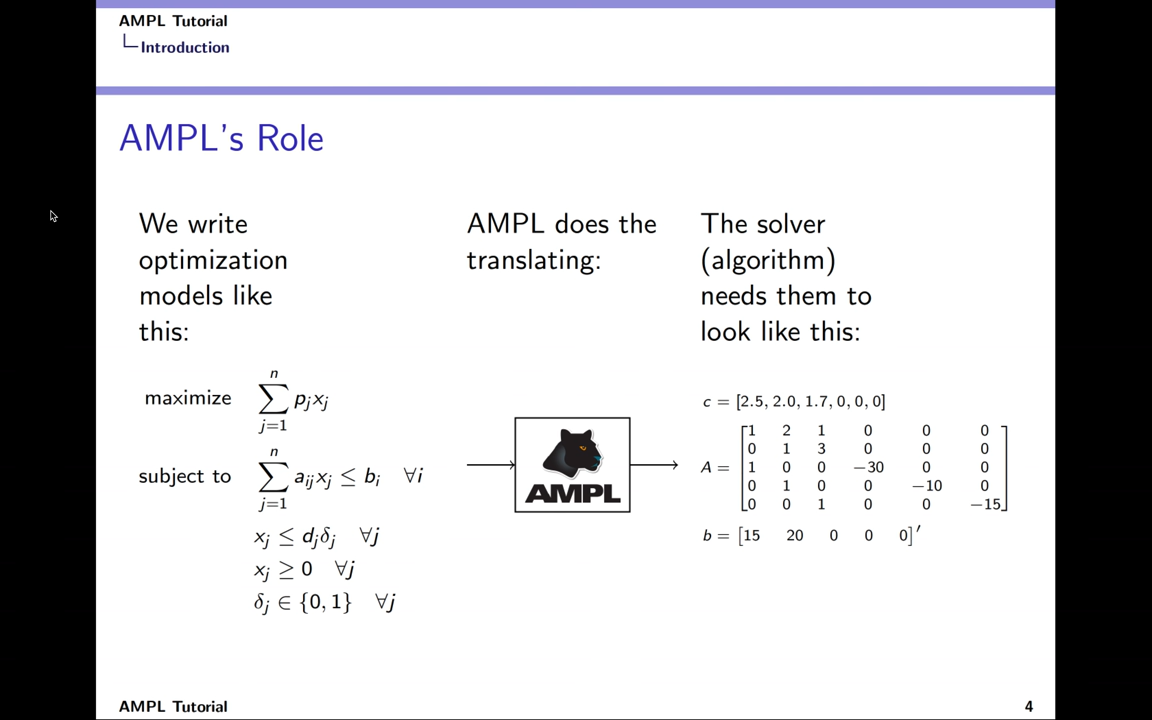 AMPL Tutorial
Introduction
AMPL's Role
We write
optimization
models like
this:
maximize ∑_{j=1}^{n} p_j x_j
subject to ∑_{j=1}^{n} a_{ij} x_j ≤ b_i ∀i
x_j ≤ d_j δ_j ∀j
x_j ≥ 0 ∀j
δ_j ∈ {0, 1} ∀j
AMPL does the
translating:
AMPL
The solver
(algorithm)
needs them to
look like this:
c = [2.5, 2.0, 1.7, 0, 0, 0]
A =
[1 2 1 0 0 0
0 1 3 0 0 0
1 0 0 −30 0 0
0 1 0 0 −10 0
0 0 1 0 0 −15]
b = [15 20 0 0 0]′
AMPL Tutorial
4